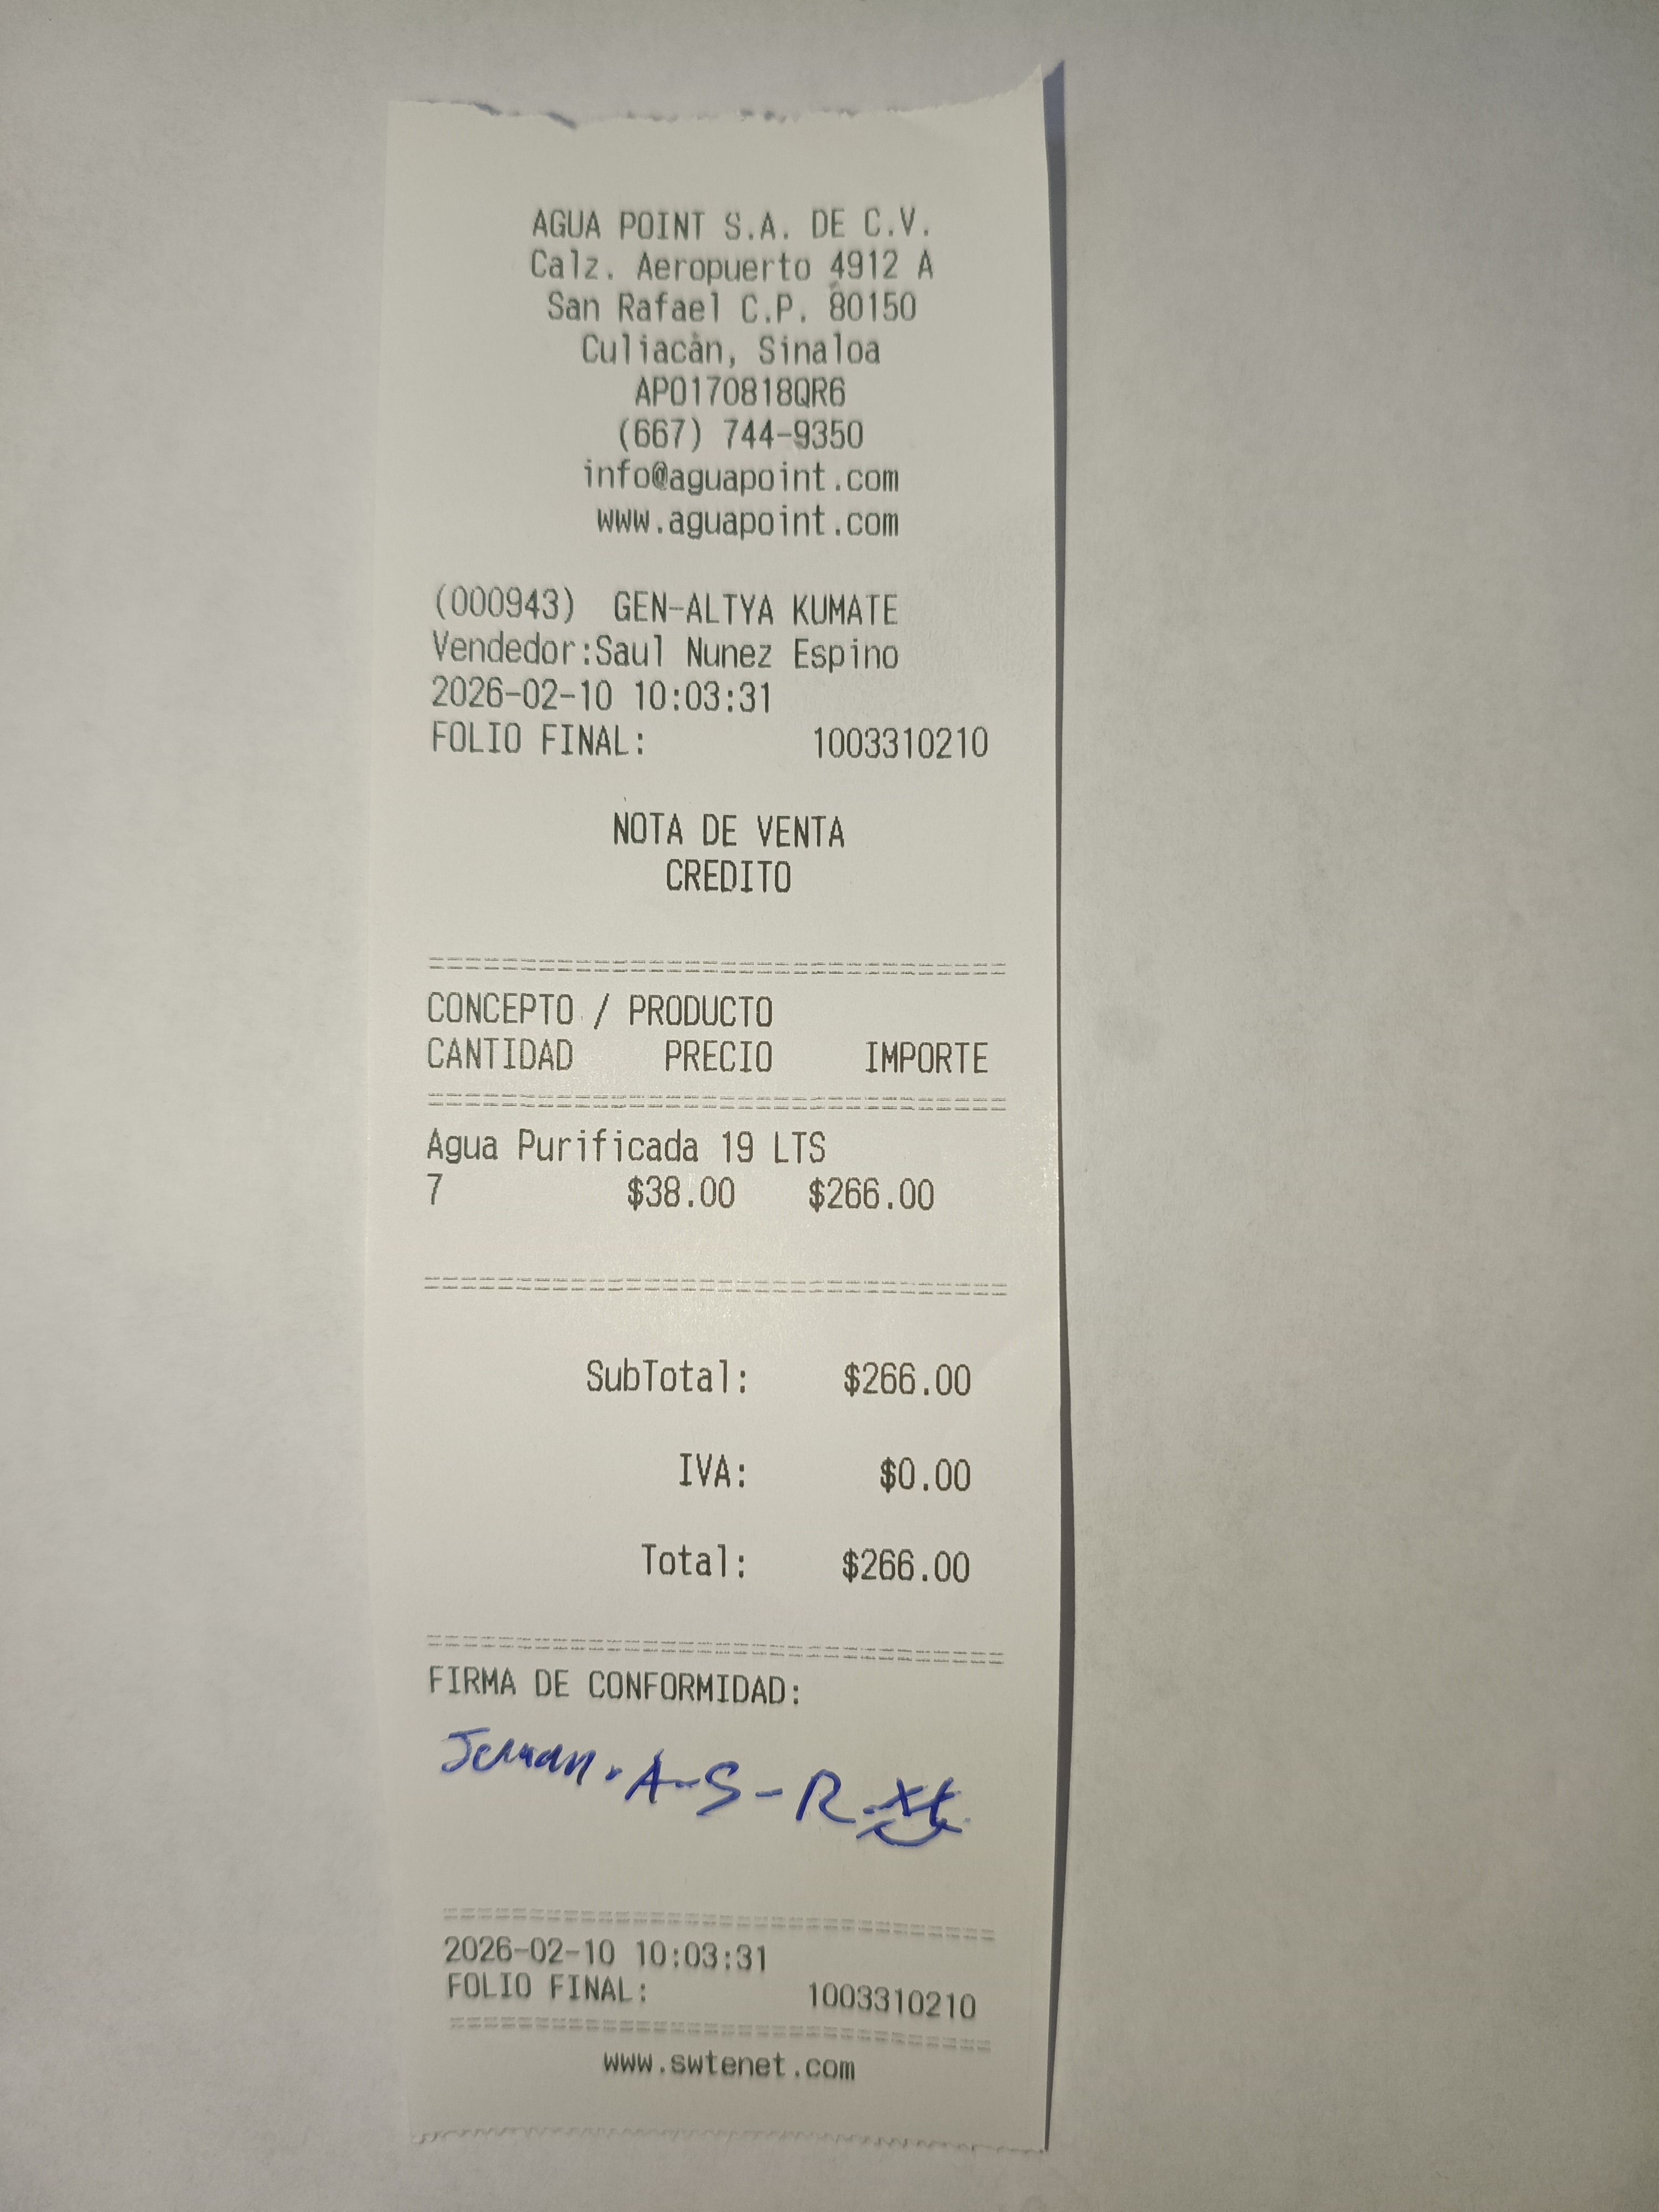 AGUA POINT S.A. DE C.V.
Calz. Aeropuerto 4912 A
San Rafael C.P. 80150
Culiacàn, Sinaloa
APO170818QR6
(667) 744-9350
info@aguapoint.com
www.aguapoint.com
(000943) GEN-ALTYA KUMATE
Vendedor:Saul Nunez Espino
2026-02-10 10:03:31
FOLIO FINAL: 1003310210
NOTA DE VENTA
CREDITO
CONCEPTO / PRODUCTO
CANTIDAD PRECIO IMPORTE
Agua Purificada 19 LTS
7 $38.00 $266.00
SubTotal: $266.00
IVA: $0.00
Total: $266.00
FIRMA DE CONFORMIDAD:
A-S-R
2026-02-10 10:03:31
FOLIO FINAL: 1003310210
www.swtenet.com